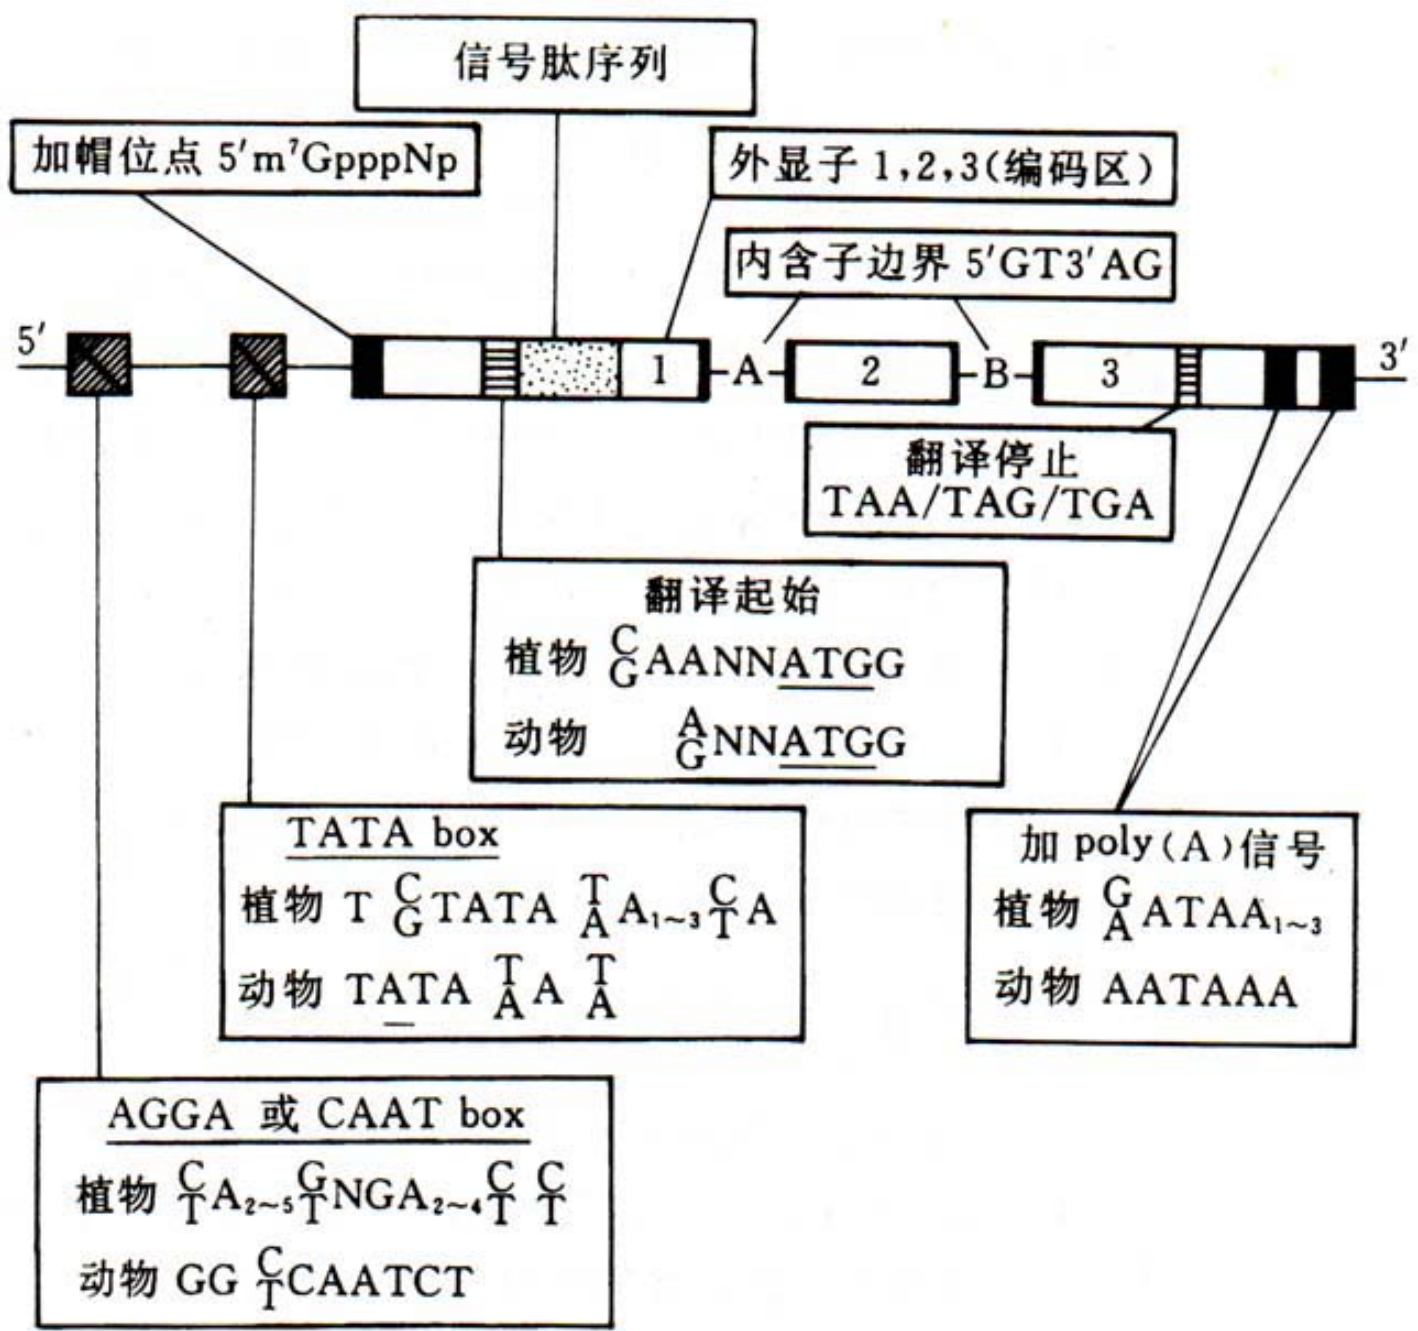 信号肽序列
加帽位点 5′m⁷GpppNp
外显子 1,2,3(编码区)
内含子边界 5′GT3′AG
5′
1
A
2
B
3
3′
翻译停止
TAA/TAG/TGA
翻译起始
植物 C/G AANNATGG
动物 A/G NNATGG
TATA box
植物 T C/G TATA T/A A₁~₃ C/T A
动物 TATA T/A A T/A
加 poly(A)信号
植物 G/A ATAA₁~₃
动物 AATAAA
AGGA 或 CAAT box
植物 C/T A₂~₅ G/T NGA₂~₄ C/T C/T
动物 GG C/T CAATCT